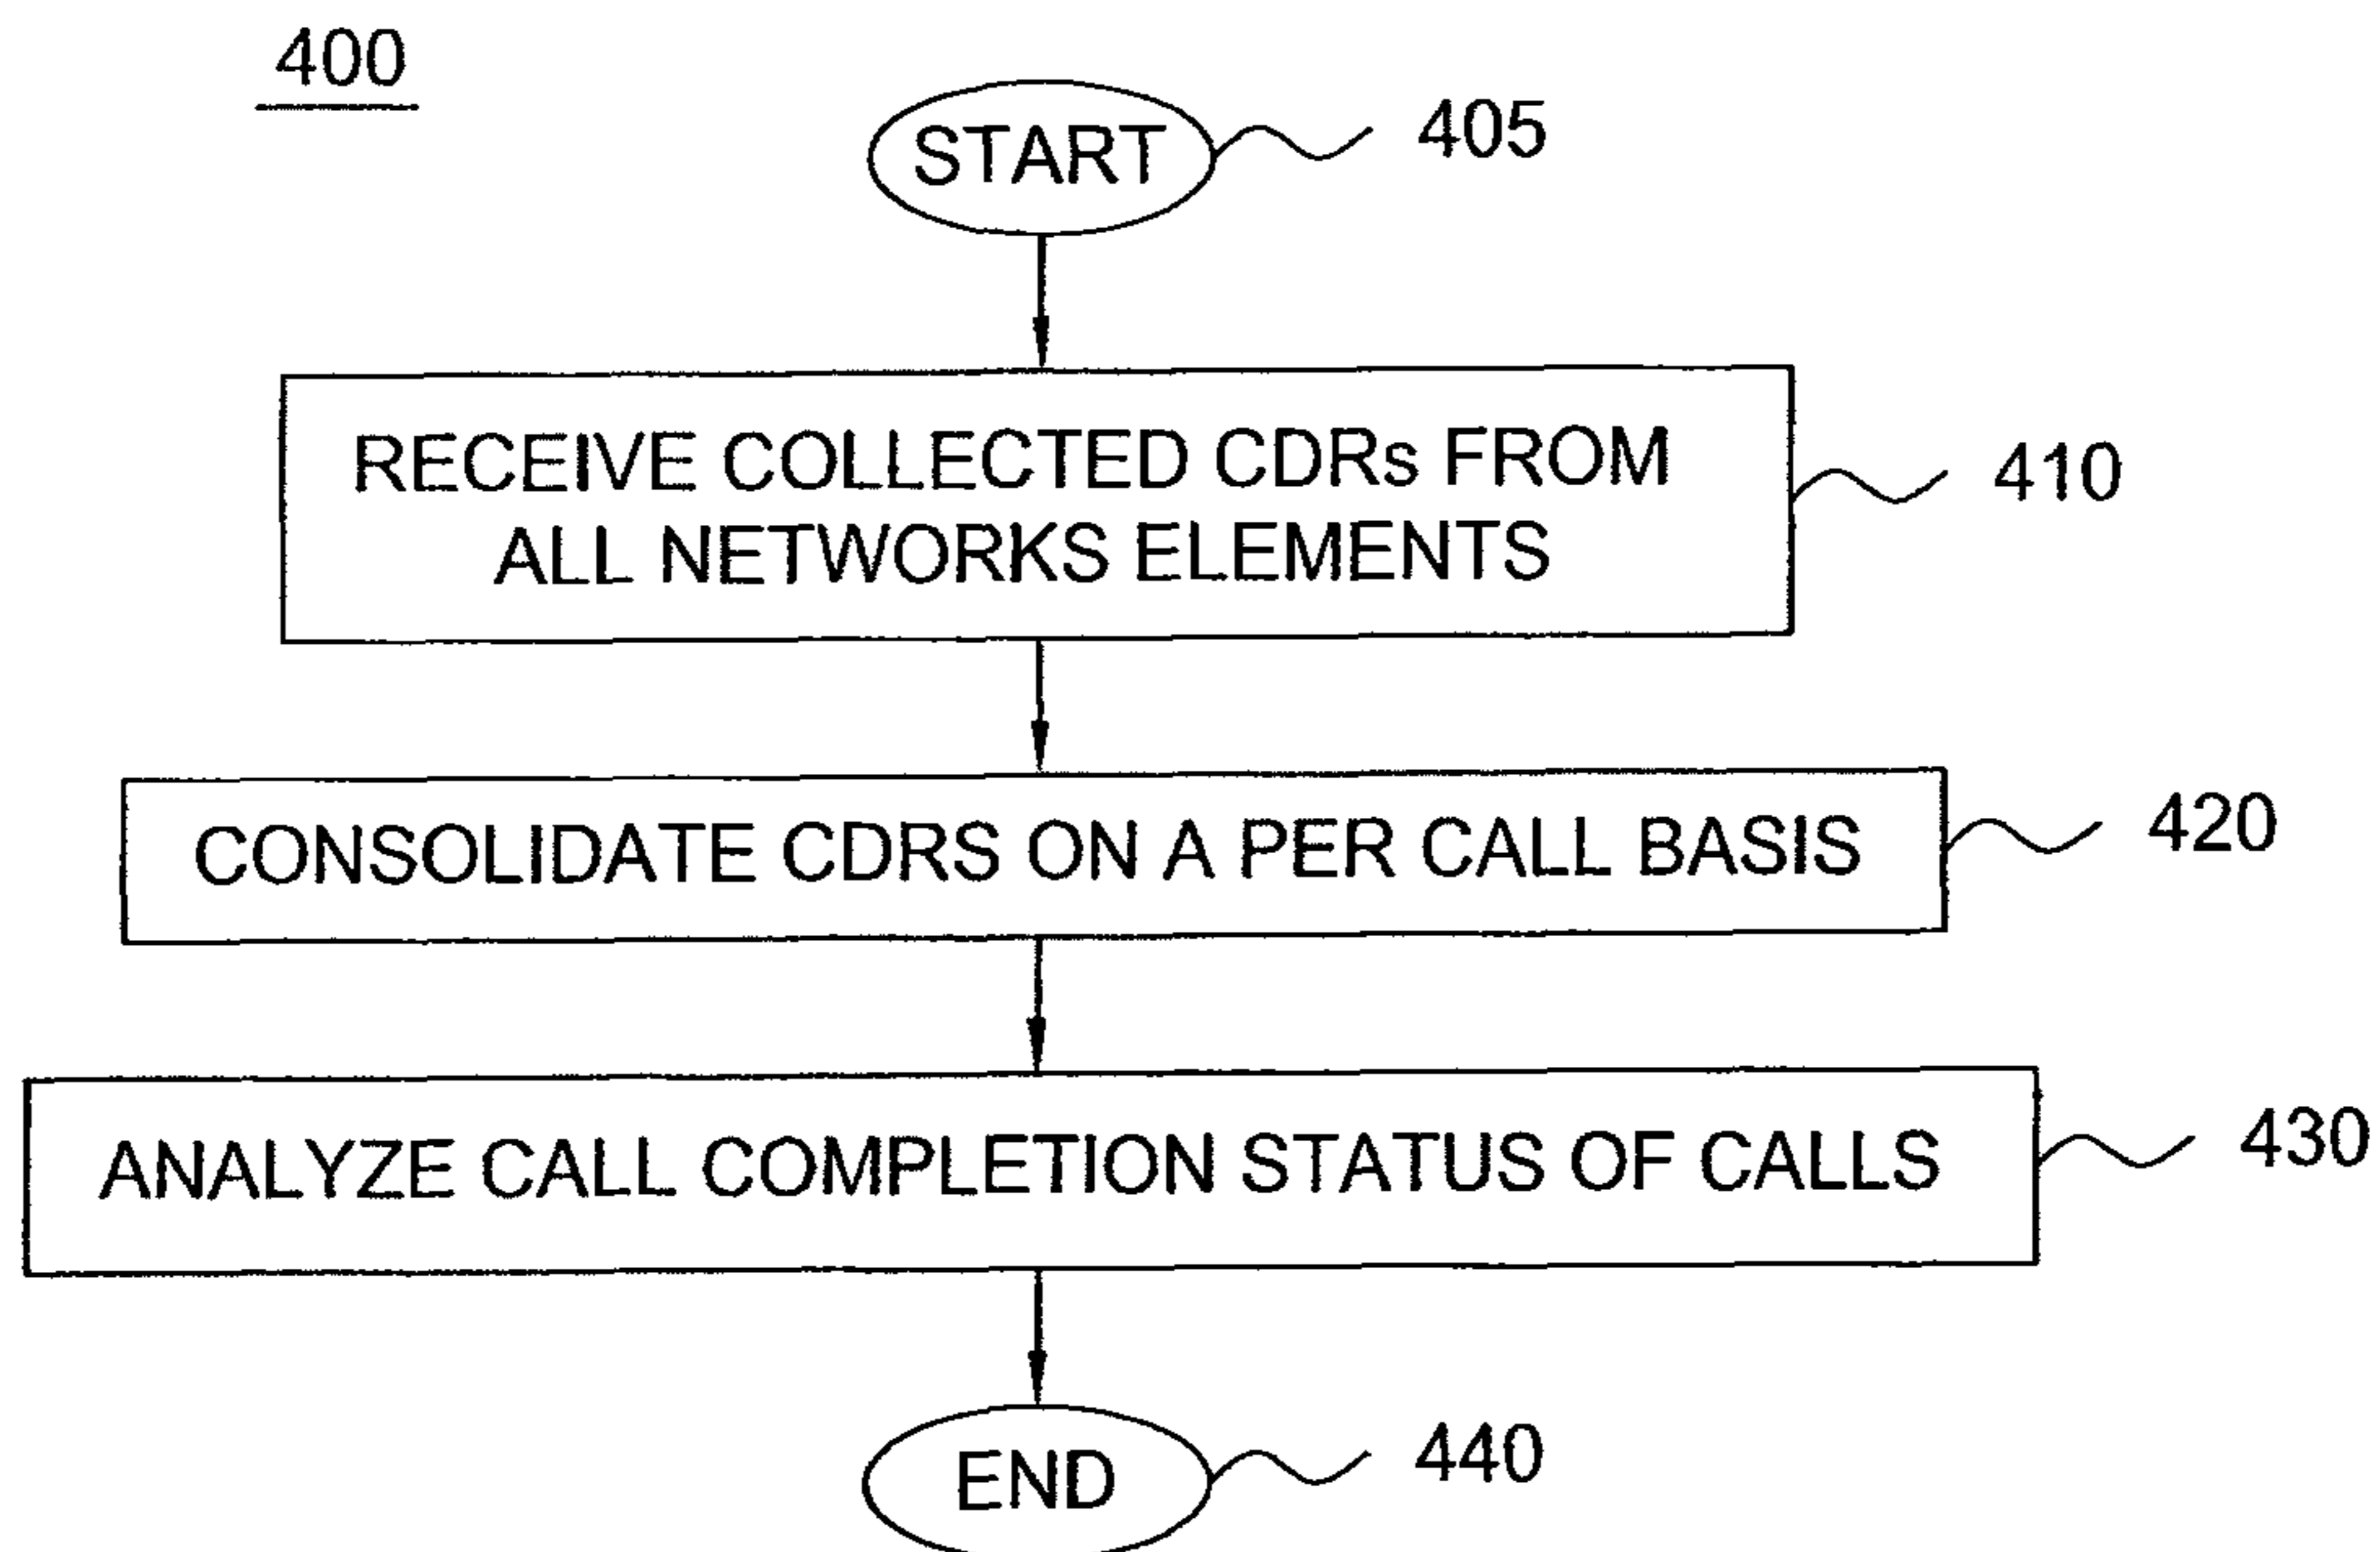 400
START
405
RECEIVE COLLECTED CDRs FROM
ALL NETWORKS ELEMENTS
410
CONSOLIDATE CDRS ON A PER CALL BASIS
420
ANALYZE CALL COMPLETION STATUS OF CALLS
430
END
440